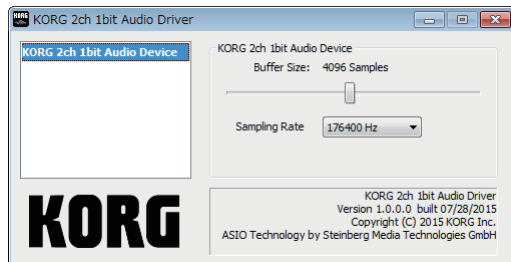 KORG 2ch 1bit Audio Driver
KORG 2ch 1bit Audio Device
KORG 2ch 1bit Audio Device
Buffer Size: 4096 Samples
Sampling Rate 176400 Hz
KORG
KORG 2ch 1bit Audio Driver
Version 1.0.0.0 built 07/28/2015
Copyright (C) 2015 KORG Inc.
ASIO Technology by Steinberg Media Technologies GmbH